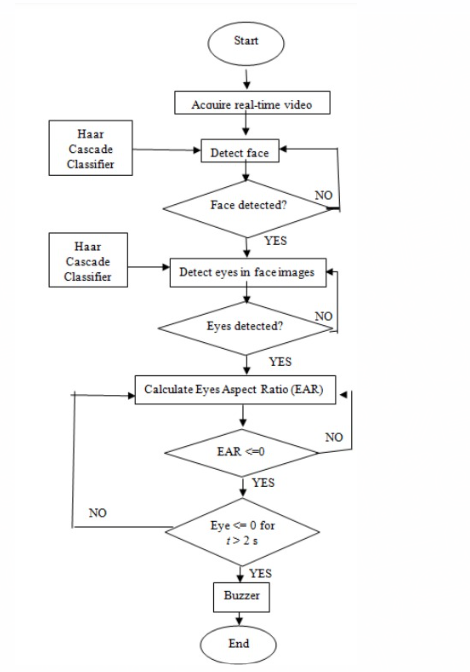 Start
Acquire real-time video
Haar
Cascade
Classifier
Detect face
NO
Face detected?
YES
Haar
Cascade
Classifier
Detect eyes in face images
NO
Eyes detected?
YES
Calculate Eyes Aspect Ratio (EAR)
NO
EAR <=0
YES
NO
Eye <= 0 for
t > 2 s
YES
Buzzer
End